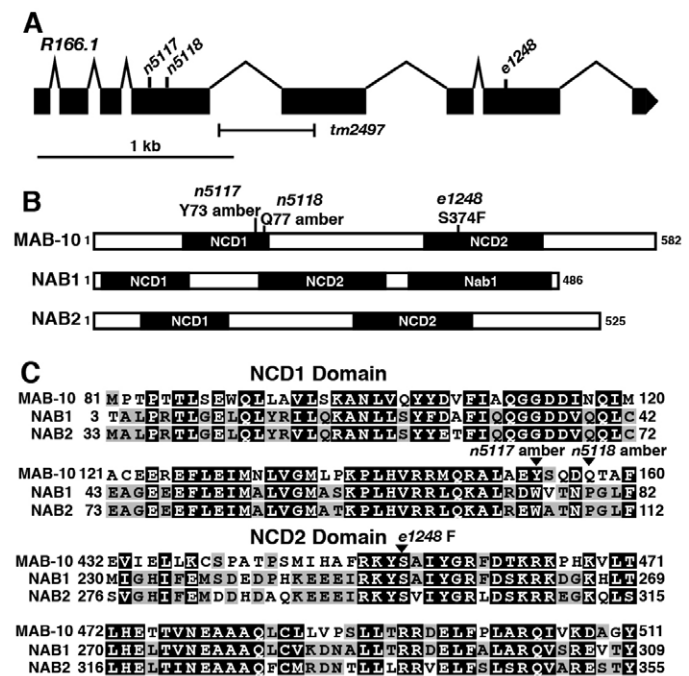 A
R166.1
n5117
n5118
e1248
tm2497
1 kb
B
n5117
Y73 amber
n5118
Q77 amber
e1248
S374F
MAB-10 1 NCD1 NCD2 582
NAB1 1 NCD1 NCD2 Nab1 486
NAB2 1 NCD1 NCD2 525
C
NCD1 Domain
MAB-10 81 MPTETTLSEWQLLAVLSKANLVQYYDVFIAQGGDDINQIM 120
NAB1 3 TALPRTLGELQLYRILQKANLLSYFDAFIQQGGDDVQQLC 42
NAB2 33 MALPRTLGELQLYRVLQRANLLSYYETFIQQGGDDVQQLC 72
n5117 amber n5118 amber
MAB-10 121 ACEEREFLEIMNLVGMLPKPLHVRRMQRALAEYSQDQTAF 160
NAB1 43 EAGEEEFLEIMALVGMASKPLHVRRLQKALRDWVTNPGLF 82
NAB2 73 EAGEEEFLEIMALVGMATKPLHVRRLQKALREWATNPGLF 112
NCD2 Domain
e1248 F
MAB-10 432 EVIELLKCSPATPSMIHAFRKYSAIYGRFDTKRKPHKVLT 471
NAB1 230 MIGHIFEMSDEDPHKEEEIRKYSVIYGRFDSKRKDGKHLT 269
NAB2 276 SVGHIFEMDDHDAQKEEEIRKYSVIYGRLDSKRREGKQLS 315
MAB-10 472 LHETTVNEAAAQLCLLVPSLLTRRDELFPLARQIVKDAGY 511
NAB1 270 LHELTVNEAAAQLCVKDNALLTRRDELFALARQVSREVTY 309
NAB2 316 LHELTINEAAAQFCMRDNTLLLRRVELFSLSRQVARESTY 355